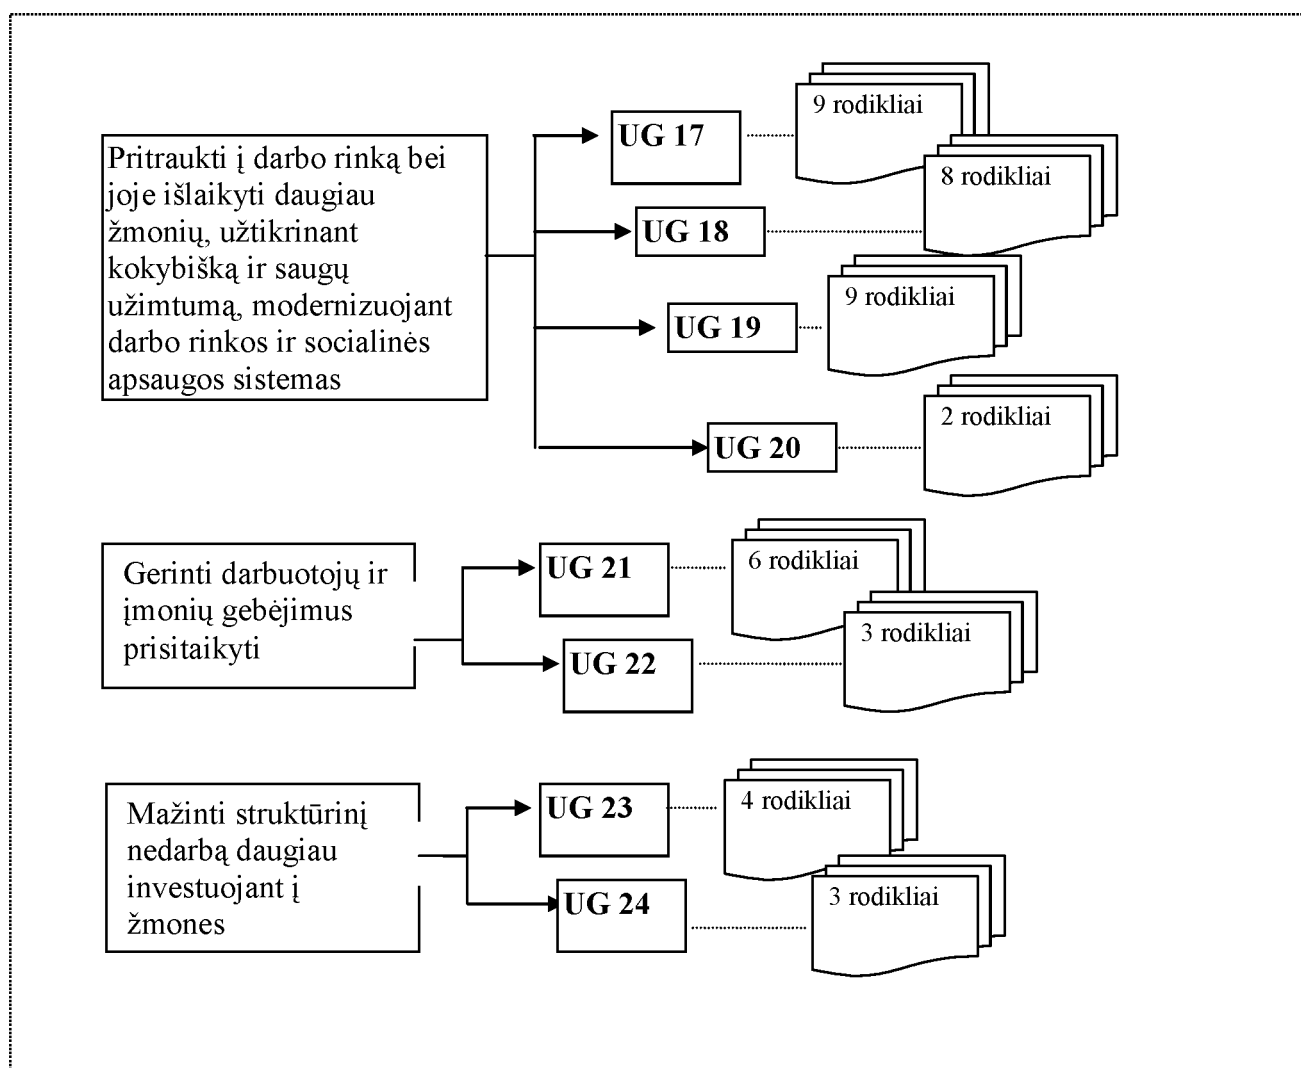 Pritraukti į darbo rinką bei
joje išlaikyti daugiau
žmonių, užtikrinant
kokybišką ir saugų
užimtumą, modernizuojant
darbo rinkos ir socialinės
apsaugos sistemas
UG 17
9 rodikliai
UG 18
8 rodikliai
UG 19
9 rodikliai
UG 20
2 rodikliai
Gerinti darbuotojų ir
įmonių gebėjimus
prisitaikyti
UG 21
6 rodikliai
UG 22
3 rodikliai
Mažinti struktūrinį
nedarbą daugiau
investuojant į
žmones
UG 23
4 rodikliai
UG 24
3 rodikliai